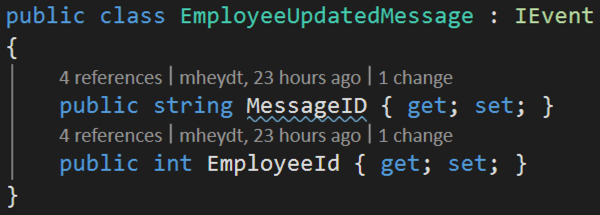 public class EmployeeUpdatedMessage : IEvent
{
4 references | mheydt, 23 hours ago | 1 change
public string MessageID { get; set; }
4 references | mheydt, 23 hours ago | 1 change
public int EmployeeId { get; set; }
}